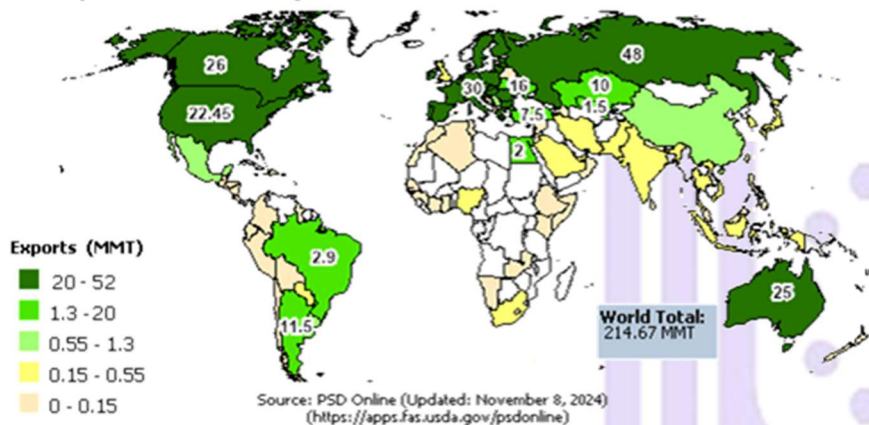 48
26
16
30
10
22.45
1.5
7.5
2
2.9
11.5
25
Exports (MMT)
20 - 52
1.3 - 20
0.55 - 1.3
0.15 - 0.55
0 - 0.15
World Total:
214.67 MMT
Source: PSD Online (Updated: November 8, 2024)
(https://apps.fas.usda.gov/psdonline)